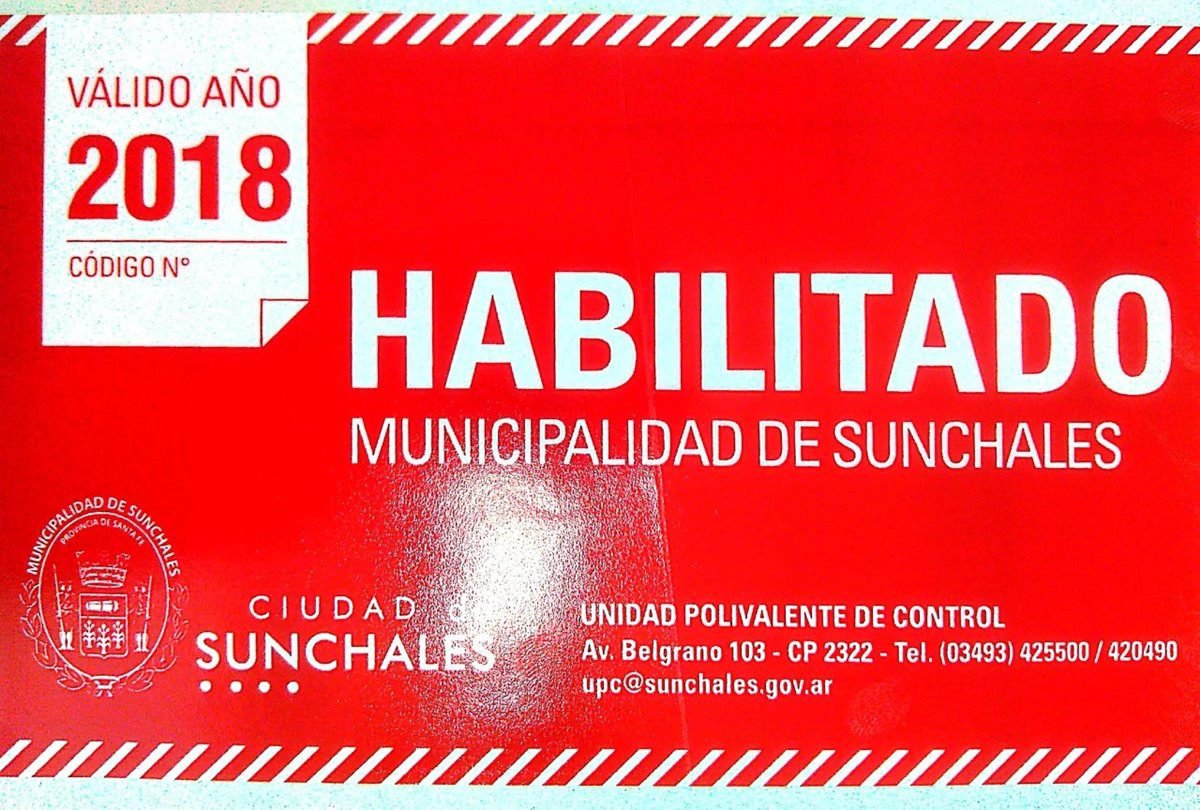 VÁLIDO AÑO
2018
CÓDIGO N°
HABILITADO
MUNICIPALIDAD DE SUNCHALES
MUNICIPALIDAD DE SUNCHALES
PROVINCIA DE SANTA FE
CIUDAD de
SUNCHALES
UNIDAD POLIVALENTE DE CONTROL
Av. Belgrano 103 - CP 2322 - Tel. (03493) 425500 / 420490
upc@sunchales.gov.ar